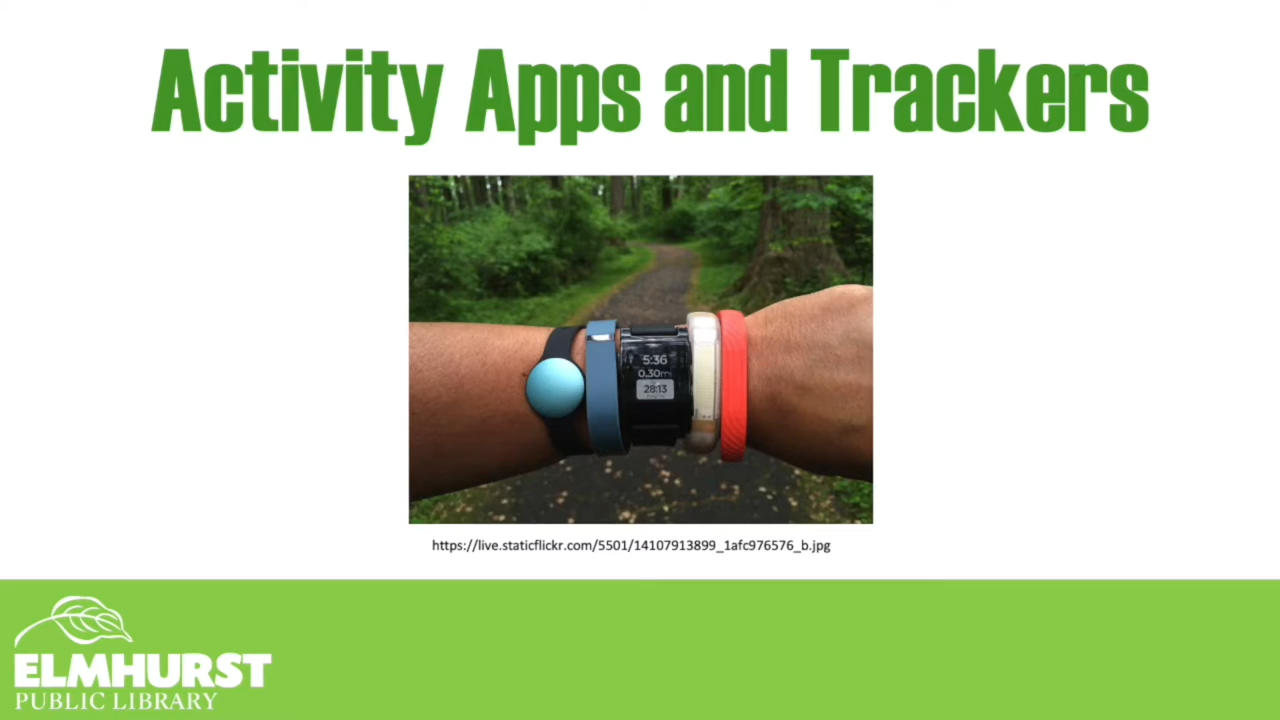 Activity Apps and Trackers
5:36
0.30mi
28:13
https://live.staticflickr.com/5501/14107913899_1afc976576_b.jpg
ELMHURST
PUBLIC LIBRARY